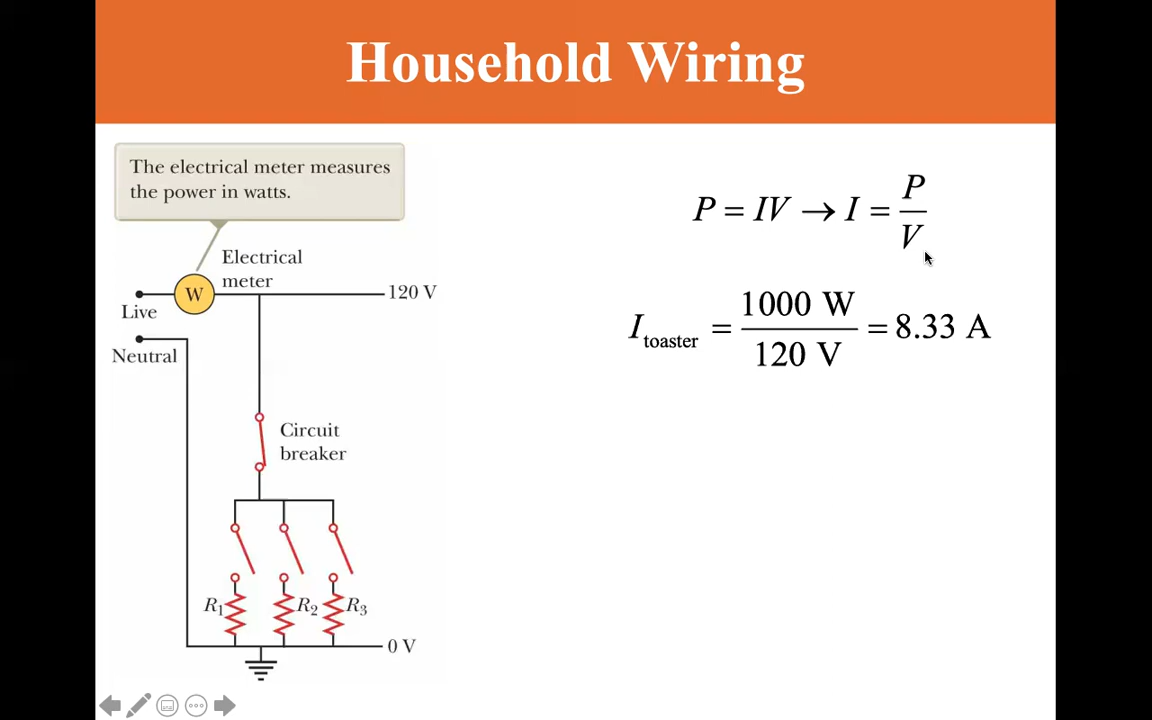 Household Wiring
The electrical meter measures
the power in watts.
Electrical
meter
W
120 V
Live
Neutral
Circuit
breaker
R₁
R₂
R₃
0 V
P = IV → I = P/V
I_toaster = 1000 W / 120 V = 8.33 A